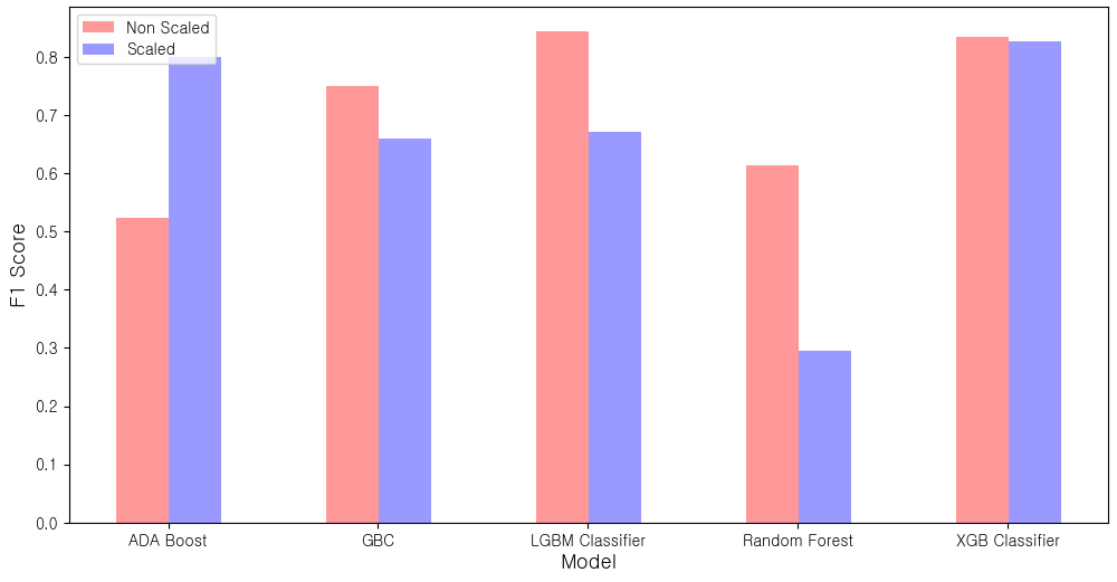 Non Scaled
Scaled
F1 Score
0.8
0.7
0.6
0.5
0.4
0.3
0.2
0.1
0.0
ADA Boost GBC LGBM Classifier Random Forest XGB Classifier
Model